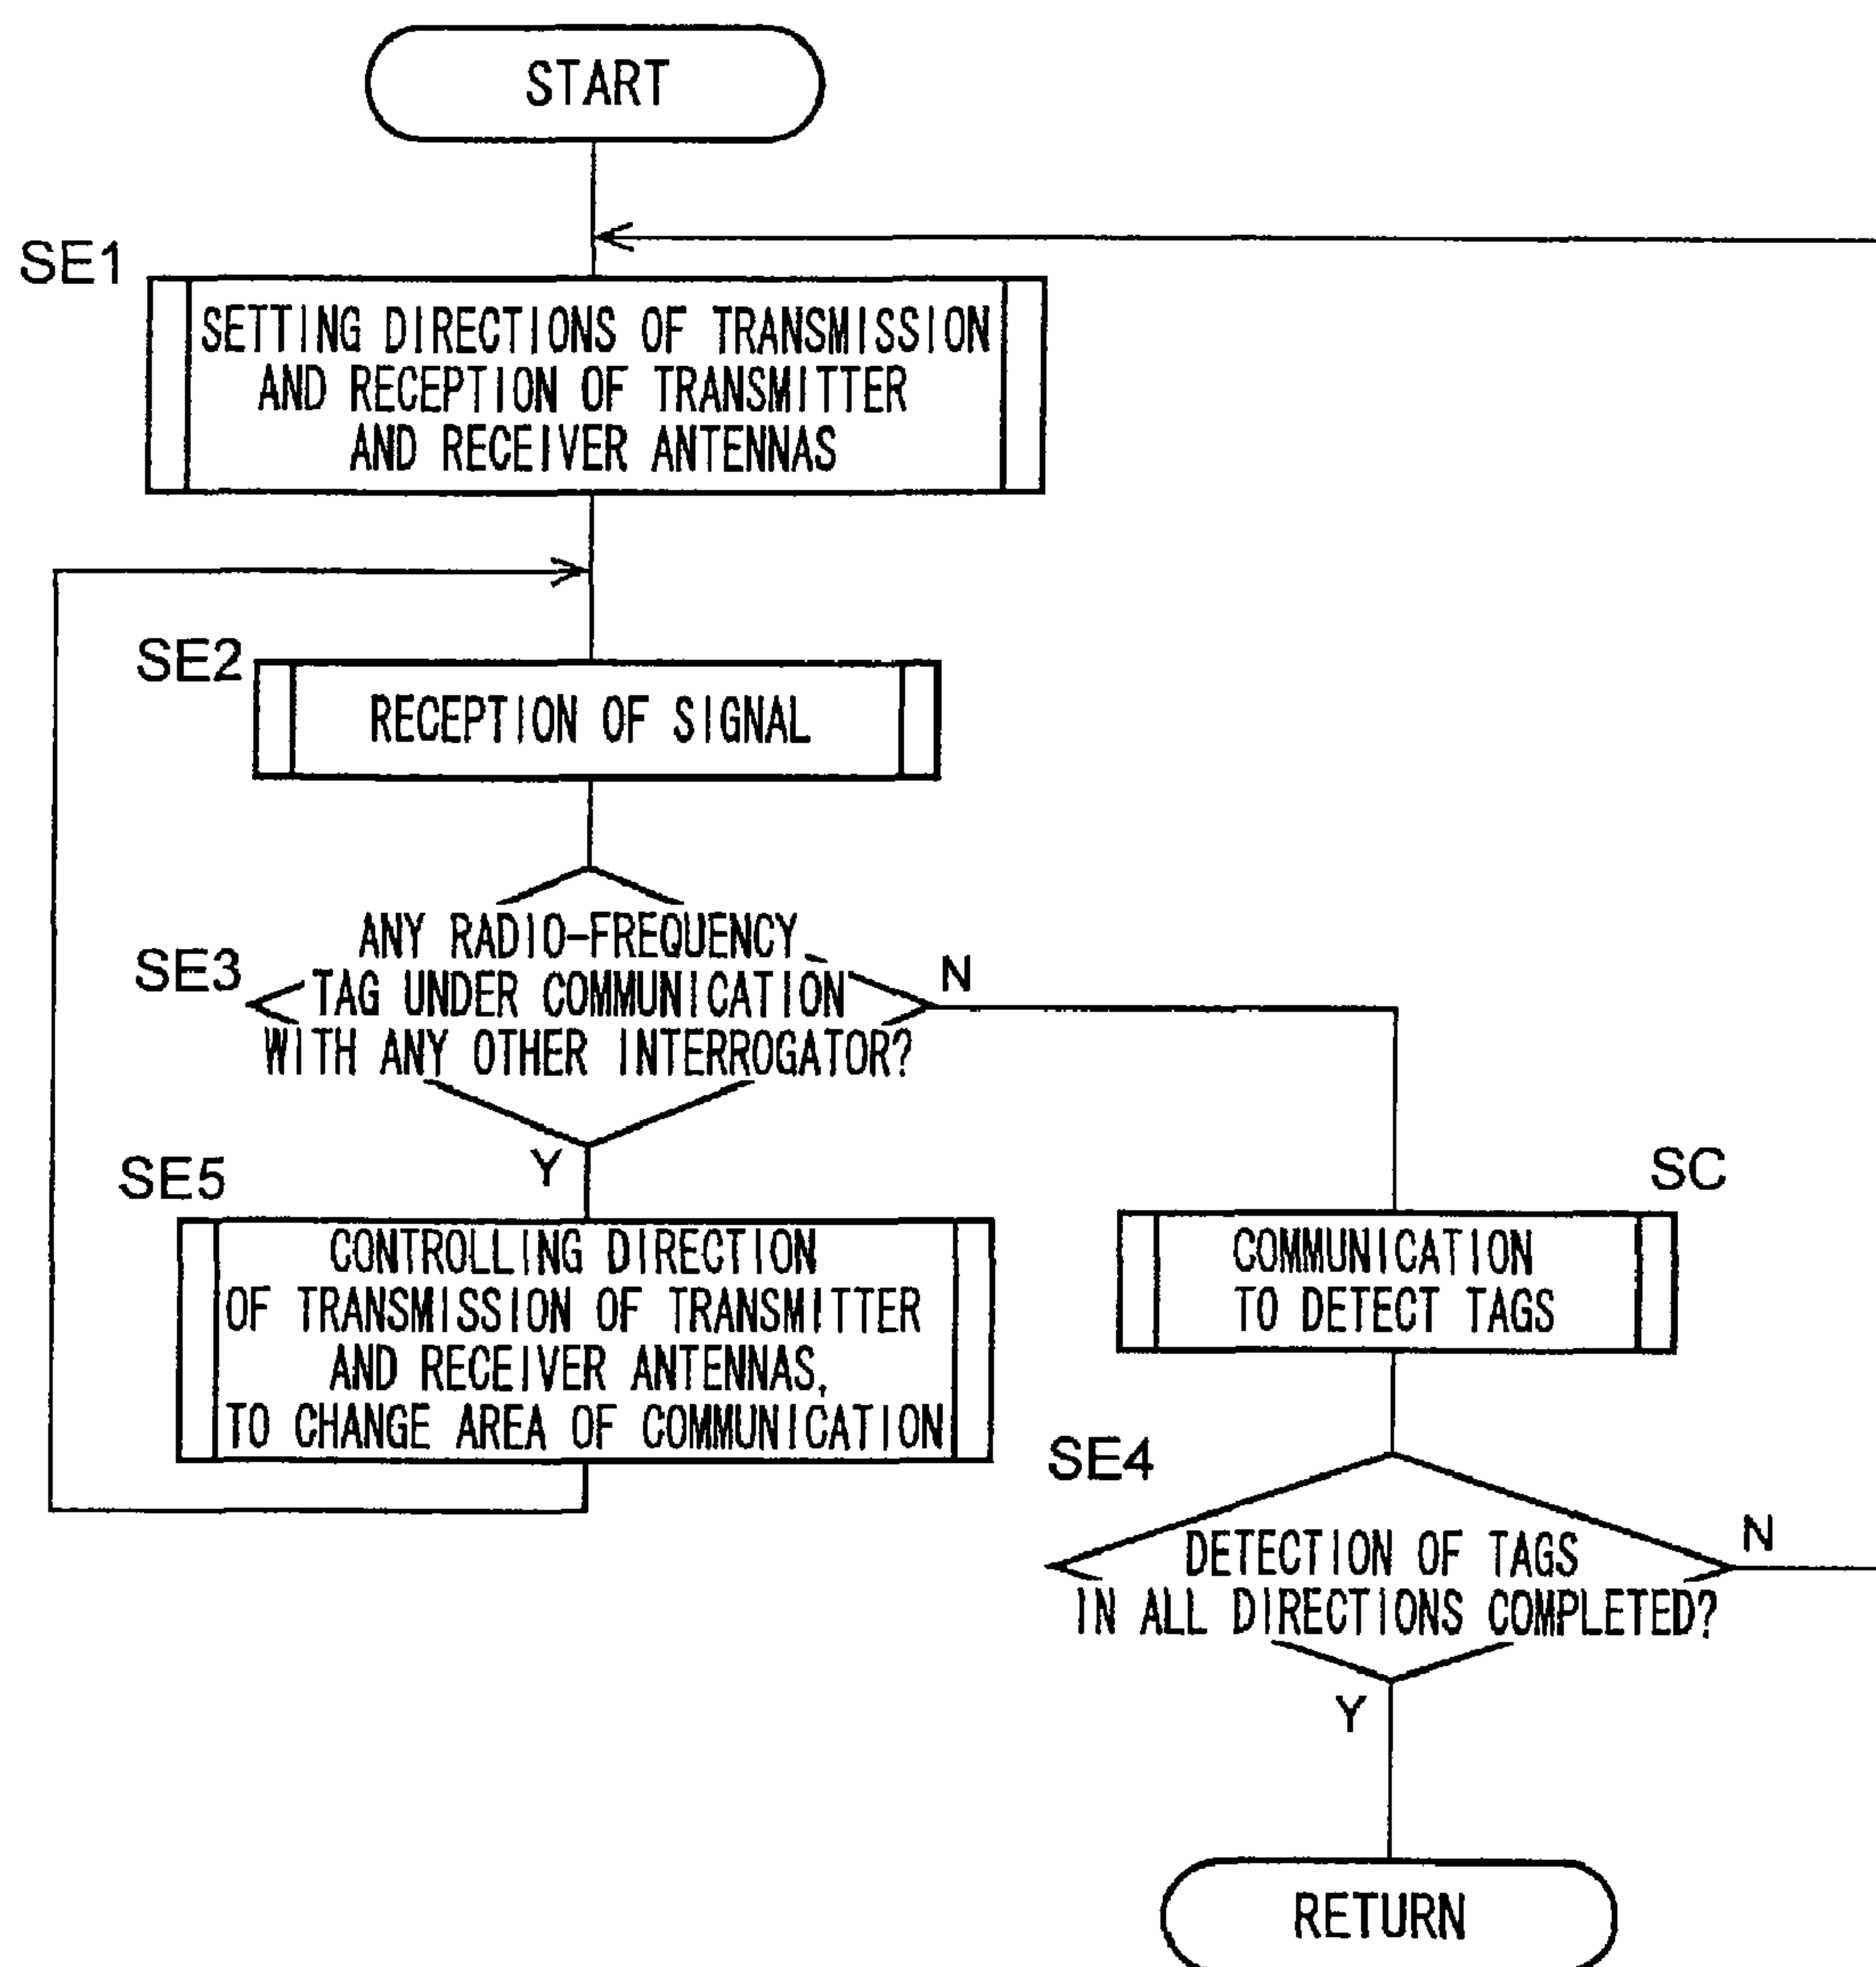 START
SE1
SETTING DIRECTIONS OF TRANSMISSION
AND RECEPTION OF TRANSMITTER
AND RECEIVER ANTENNAS
SE2
RECEPTION OF SIGNAL
SE3
ANY RADIO-FREQUENCY
TAG UNDER COMMUNICATION
WITH ANY OTHER INTERROGATOR?
N
Y
SE5
CONTROLLING DIRECTION
OF TRANSMISSION OF TRANSMITTER
AND RECEIVER ANTENNAS,
TO CHANGE AREA OF COMMUNICATION
SC
COMMUNICATION
TO DETECT TAGS
SE4
DETECTION OF TAGS
IN ALL DIRECTIONS COMPLETED?
N
Y
RETURN